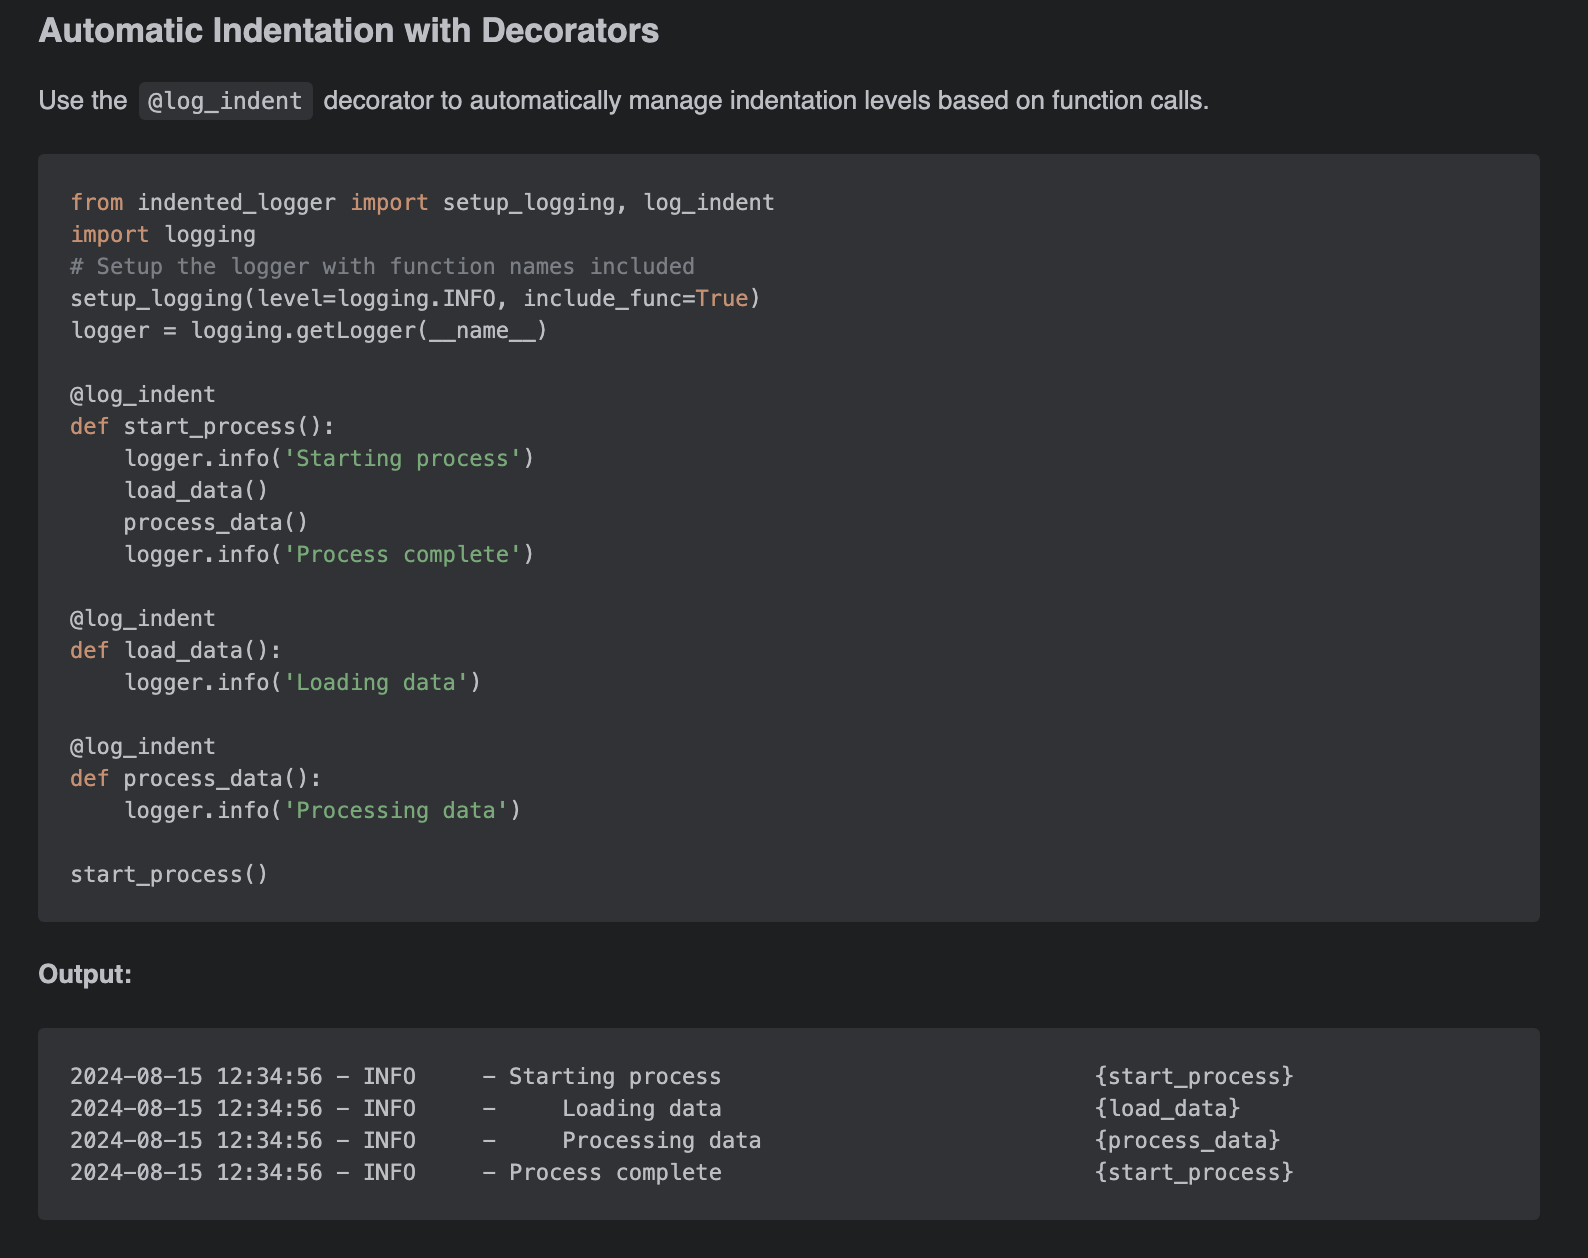 Automatic Indentation with Decorators
Use the @log_indent decorator to automatically manage indentation levels based on function calls.
from indented_logger import setup_logging, log_indent
import logging
# Setup the logger with function names included
setup_logging(level=logging.INFO, include_func=True)
logger = logging.getLogger(__name__)

@log_indent
def start_process():
    logger.info('Starting process')
    load_data()
    process_data()
    logger.info('Process complete')

@log_indent
def load_data():
    logger.info('Loading data')

@log_indent
def process_data():
    logger.info('Processing data')

start_process()
Output:
2024-08-15 12:34:56 - INFO     - Starting process                            {start_process}
2024-08-15 12:34:56 - INFO     -     Loading data                            {load_data}
2024-08-15 12:34:56 - INFO     -     Processing data                         {process_data}
2024-08-15 12:34:56 - INFO     - Process complete                            {start_process}